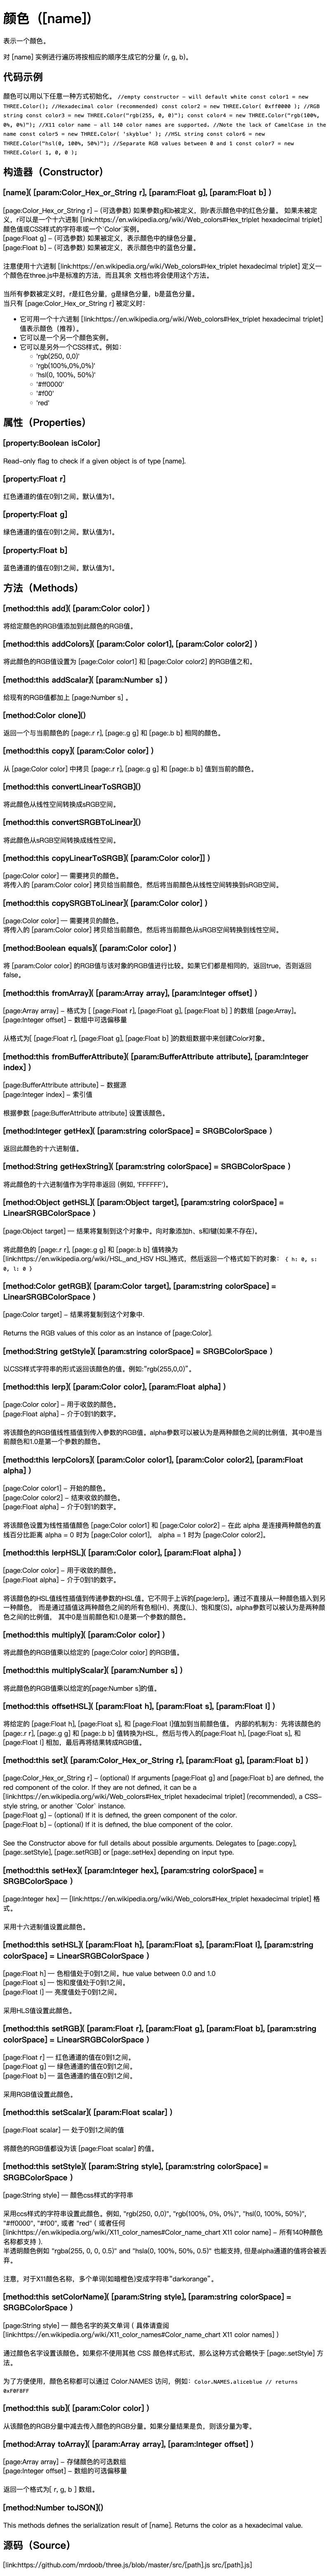 颜色（[name]）
表示一个颜色。
对 [name] 实例进行遍历将按相应的顺序生成它的分量 (r, g, b)。
代码示例
颜色可以用以下任意一种方式初始化。 //empty constructor - will default white const color1 = new
THREE.Color(); //Hexadecimal color (recommended) const color2 = new THREE.Color( 0xff0000 ); //RGB
string const color3 = new THREE.Color("rgb(255, 0, 0)"); const color4 = new THREE.Color("rgb(100%,
0%, 0%)"); //X11 color name - all 140 color names are supported. //Note the lack of CamelCase in the
name const color5 = new THREE.Color( 'skyblue' ); //HSL string const color6 = new
THREE.Color("hsl(0, 100%, 50%)"); //Separate RGB values between 0 and 1 const color7 = new
THREE.Color( 1, 0, 0 );
构造器（Constructor）
[name]( [param:Color_Hex_or_String r], [param:Float g], [param:Float b] )
[page:Color_Hex_or_String r] - (可选参数) 如果参数g和b被定义，则r表示颜色中的红色分量。 如果未被定义，r可以是一个十六进制 [link:https://en.wikipedia.org/wiki/Web_colors#Hex_triplet hexadecimal triplet]
颜色值或CSS样式的字符串或一个`Color`实例。
[page:Float g] - (可选参数) 如果被定义，表示颜色中的绿色分量。
[page:Float b] - (可选参数) 如果被定义，表示颜色中的蓝色分量。
注意使用十六进制 [link:https://en.wikipedia.org/wiki/Web_colors#Hex_triplet hexadecimal triplet] 定义一个颜色在three.js中是标准的方法，而且其余 文档也将会使用这个方法。
当所有参数被定义时，r是红色分量，g是绿色分量，b是蓝色分量。
当只有 [page:Color_Hex_or_String r] 被定义时：
它可用一个十六进制 [link:https://en.wikipedia.org/wiki/Web_colors#Hex_triplet hexadecimal triplet]
值表示颜色（推荐）。
它可以是一个另一个颜色实例。
它可以是另外一个CSS样式。例如：
'rgb(250, 0,0)'
'rgb(100%,0%,0%)'
'hsl(0, 100%, 50%)'
'#ff0000'
'#f00'
'red'
属性（Properties）
[property:Boolean isColor]
Read-only flag to check if a given object is of type [name].
[property:Float r]
红色通道的值在0到1之间。默认值为1。
[property:Float g]
绿色通道的值在0到1之间。默认值为1。
[property:Float b]
蓝色通道的值在0到1之间。默认值为1。
方法（Methods）
[method:this add]( [param:Color color] )
将给定颜色的RGB值添加到此颜色的RGB值。
[method:this addColors]( [param:Color color1], [param:Color color2] )
将此颜色的RGB值设置为 [page:Color color1] 和 [page:Color color2] 的RGB值之和。
[method:this addScalar]( [param:Number s] )
给现有的RGB值都加上 [page:Number s] 。
[method:Color clone]()
返回一个与当前颜色的 [page:.r r], [page:.g g] 和 [page:.b b] 相同的颜色。
[method:this copy]( [param:Color color] )
从 [page:Color color] 中拷贝 [page:.r r], [page:.g g] 和 [page:.b b] 值到当前的颜色。
[method:this convertLinearToSRGB]()
将此颜色从线性空间转换成sRGB空间。
[method:this convertSRGBToLinear]()
将此颜色从sRGB空间转换成线性空间。
[method:this copyLinearToSRGB]( [param:Color color]] )
[page:Color color] — 需要拷贝的颜色。
将传入的 [param:Color color] 拷贝给当前颜色，然后将当前颜色从线性空间转换到sRGB空间。
[method:this copySRGBToLinear]( [param:Color color] )
[page:Color color] — 需要拷贝的颜色。
将传入的 [param:Color color] 拷贝给当前颜色，然后将当前颜色从sRGB空间转换到线性空间。
[method:Boolean equals]( [param:Color color] )
将 [param:Color color] 的RGB值与该对象的RGB值进行比较。如果它们都是相同的，返回true，否则返回false。
[method:this fromArray]( [param:Array array], [param:Integer offset] )
[page:Array array] - 格式为 [ [page:Float r], [page:Float g], [page:Float b] ] 的数组 [page:Array]。
[page:Integer offset] - 数组中可选偏移量
从格式为[ [page:Float r], [page:Float g], [page:Float b] ]的数组数据中来创建Color对象。
[method:this fromBufferAttribute]( [param:BufferAttribute attribute], [param:Integer
index] )
[page:BufferAttribute attribute] - 数据源
[page:Integer index] - 索引值
根据参数 [page:BufferAttribute attribute] 设置该颜色。
[method:Integer getHex]( [param:string colorSpace] = SRGBColorSpace )
返回此颜色的十六进制值。
[method:String getHexString]( [param:string colorSpace] = SRGBColorSpace )
将此颜色的十六进制值作为字符串返回 (例如, 'FFFFFF')。
[method:Object getHSL]( [param:Object target], [param:string colorSpace] =
LinearSRGBColorSpace )
[page:Object target] — 结果将复制到这个对象中。向对象添加h、s和l键(如果不存在)。
将此颜色的 [page:.r r], [page:.g g] 和 [page:.b b] 值转换为
[link:https://en.wikipedia.org/wiki/HSL_and_HSV HSL]格式，然后返回一个格式如下的对象： { h: 0, s: 0, l: 0 }
[method:Color getRGB]( [param:Color target], [param:string colorSpace] =
LinearSRGBColorSpace )
[page:Color target] - 结果将复制到这个对象中.
Returns the RGB values of this color as an instance of [page:Color].
[method:String getStyle]( [param:string colorSpace] = SRGBColorSpace )
以CSS样式字符串的形式返回该颜色的值。例如:"rgb(255,0,0)"。
[method:this lerp]( [param:Color color], [param:Float alpha] )
[page:Color color] - 用于收敛的颜色。
[page:Float alpha] - 介于0到1的数字。
将该颜色的RGB值线性插值到传入参数的RGB值。alpha参数可以被认为是两种颜色之间的比例值，其中0是当前颜色和1.0是第一个参数的颜色。
[method:this lerpColors]( [param:Color color1], [param:Color color2], [param:Float
alpha] )
[page:Color color1] - 开始的颜色。
[page:Color color2] - 结束收敛的颜色。
[page:Float alpha] - 介于0到1的数字。
将该颜色设置为线性插值颜色 [page:Color color1] 和 [page:Color color2] - 在此 alpha 是连接两种颜色的直线百分比距离 alpha = 0 时为 [page:Color color1]， alpha = 1 时为 [page:Color color2]。
[method:this lerpHSL]( [param:Color color], [param:Float alpha] )
[page:Color color] - 用于收敛的颜色。
[page:Float alpha] - 介于0到1的数字。
将该颜色的HSL值线性插值到传递参数的HSL值。它不同于上诉的[page:lerp]。通过不直接从一种颜色插入到另一种颜色， 而是通过插值这两种颜色之间的所有色相(H)、亮度(L)、饱和度(S)。alpha参数可以被认为是两种颜色之间的比例值， 其中0是当前颜色和1.0是第一个参数的颜色。
[method:this multiply]( [param:Color color] )
将此颜色的RGB值乘以给定的 [page:Color color] 的RGB值。
[method:this multiplyScalar]( [param:Number s] )
将此颜色的RGB值乘以给定的[page:Number s]的值。
[method:this offsetHSL]( [param:Float h], [param:Float s], [param:Float l] )
将给定的 [page:Float h], [page:Float s], 和 [page:Float l]值加到当前颜色值。 内部的机制为：先将该颜色的[page:.r r], [page:.g g] 和 [page:.b b] 值转换为HSL，然后与传入的[page:Float h], [page:Float s], 和 [page:Float l] 相加，最后再将结果转成RGB值。
[method:this set]( [param:Color_Hex_or_String r], [param:Float g], [param:Float b] )
[page:Color_Hex_or_String r] - (optional) If arguments [page:Float g] and [page:Float b] are defined, the
red component of the color. If they are not defined, it can be a
[link:https://en.wikipedia.org/wiki/Web_colors#Hex_triplet hexadecimal triplet] (recommended), a CSS-
style string, or another `Color` instance.
[page:Float g] - (optional) If it is defined, the green component of the color.
[page:Float b] - (optional) If it is defined, the blue component of the color.
See the Constructor above for full details about possible arguments. Delegates to [page:.copy],
[page:.setStyle], [page:.setRGB] or [page:.setHex] depending on input type.
[method:this setHex]( [param:Integer hex], [param:string colorSpace] =
SRGBColorSpace )
[page:Integer hex] — [link:https://en.wikipedia.org/wiki/Web_colors#Hex_triplet hexadecimal triplet] 格式。
采用十六进制值设置此颜色。
[method:this setHSL]( [param:Float h], [param:Float s], [param:Float l], [param:string
colorSpace] = LinearSRGBColorSpace )
[page:Float h] — 色相值处于0到1之间。hue value between 0.0 and 1.0
[page:Float s] — 饱和度值处于0到1之间。
[page:Float l] — 亮度值处于0到1之间。
采用HLS值设置此颜色。
[method:this setRGB]( [param:Float r], [param:Float g], [param:Float b], [param:string
colorSpace] = LinearSRGBColorSpace )
[page:Float r] — 红色通道的值在0到1之间。
[page:Float g] — 绿色通道的值在0到1之间。
[page:Float b] — 蓝色通道的值在0到1之间。
采用RGB值设置此颜色。
[method:this setScalar]( [param:Float scalar] )
[page:Float scalar] — 处于0到1之间的值
将颜色的RGB值都设为该 [page:Float scalar] 的值。
[method:this setStyle]( [param:String style], [param:string colorSpace] =
SRGBColorSpace )
[page:String style] — 颜色css样式的字符串
采用ccs样式的字符串设置此颜色。例如, "rgb(250, 0,0)", "rgb(100%, 0%, 0%)", "hsl(0, 100%, 50%)",
"#ff0000", "#f00", 或者 "red" ( 或者任何
[link:https://en.wikipedia.org/wiki/X11_color_names#Color_name_chart X11 color name] - 所有140种颜色名称都支持 ).
半透明颜色例如 "rgba(255, 0, 0, 0.5)" and "hsla(0, 100%, 50%, 0.5)" 也能支持, 但是alpha通道的值将会被丢弃。
注意，对于X11颜色名称，多个单词(如暗橙色)变成字符串"darkorange"。
[method:this setColorName]( [param:String style], [param:string colorSpace] =
SRGBColorSpace )
[page:String style] — 颜色名字的英文单词 ( 具体请查阅
[link:https://en.wikipedia.org/wiki/X11_color_names#Color_name_chart X11 color names] )
通过颜色名字设置该颜色。如果你不使用其他 CSS 颜色样式形式，那么这种方式会略快于 [page:.setStyle] 方法。
为了方便使用，颜色名称都可以通过 Color.NAMES 访问，例如：Color.NAMES.aliceblue // returns
0xF0F8FF
[method:this sub]( [param:Color color] )
从该颜色的RGB分量中减去传入颜色的RGB分量。如果分量结果是负，则该分量为零。
[method:Array toArray]( [param:Array array], [param:Integer offset] )
[page:Array array] - 存储颜色的可选数组
[page:Integer offset] - 数组的可选偏移量
返回一个格式为[ r, g, b ] 数组。
[method:Number toJSON]()
This methods defines the serialization result of [name]. Returns the color as a hexadecimal value.
源码（Source）
[link:https://github.com/mrdoob/three.js/blob/master/src/[path].js src/[path].js]